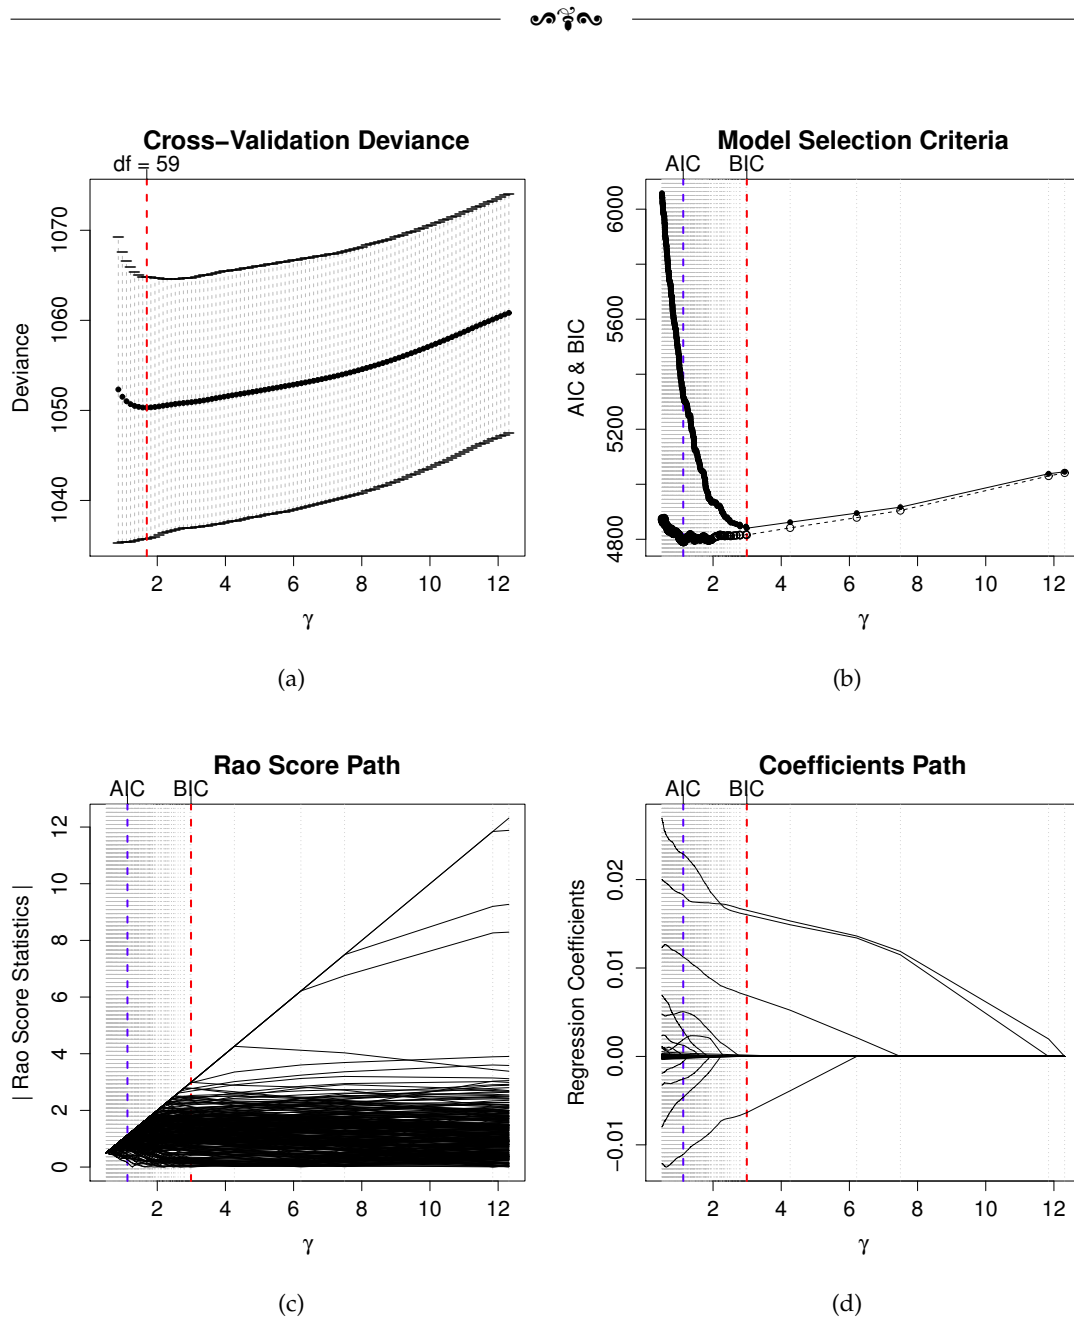 Cross−Validation Deviance
df = 59
Deviance
1040 1050 1060 1070
2 4 6 8 10 12
γ
(a)
Model Selection Criteria
AIC BIC
AIC & BIC
4800 5200 5600 6000
2 4 6 8 10 12
γ
(b)
Rao Score Path
AIC BIC
| Rao Score Statistics |
0 2 4 6 8 10 12
2 4 6 8 10 12
γ
(c)
Coefficients Path
AIC BIC
Regression Coefficients
−0.01 0.00 0.01 0.02
2 4 6 8 10 12
γ
(d)